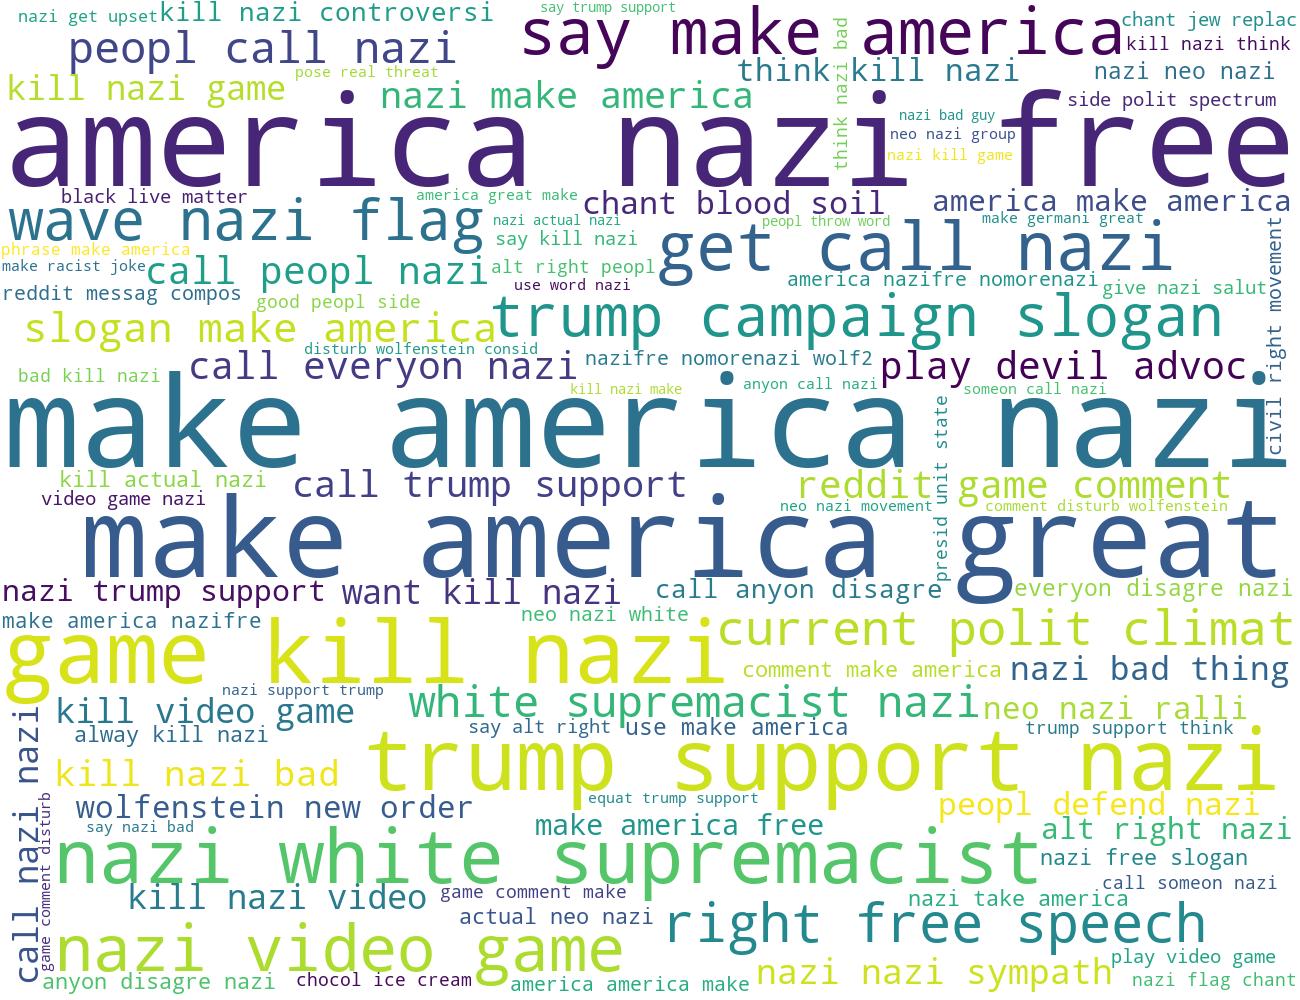 nazi get upset
kill nazi controversi
say trump support
say make america
chant jew replac
peopl call nazi
kill nazi think
think kill nazi
nazi neo nazi
pose real threat
kill nazi game
nazi make america
think nazi bad
side polit spectrum
america nazi free
nazi bad guy
neo nazi group
nazi kill game
black live matter
america great make
chant blood soil
america make america
wave nazi flag
nazi actual nazi
peopl throw word
make germani great
say kill nazi
get call nazi
civil right movement
phrase make america
make racist joke
call peopl nazi
alt right peopl
america nazifre nomorenazi
use word nazi
give nazi salut
reddit messag compos
good peopl side
slogan make america
trump campaign slogan
disturb wolfenstein consid
call everyon nazi
nazifre nomorenazi wolf2
play devil advoc
bad kill nazi
kill nazi make
anyon call nazi
someon call nazi
make america nazi
presid unit state
kill actual nazi
call trump support
reddit game comment
video game nazi
neo nazi movement
comment disturb wolfenstein
make america great
nazi trump support
want kill nazi
call anyon disagre
everyon disagre nazi
make america nazifre
neo nazi white
game kill nazi
current polit climat
comment make america
nazi bad thing
nazi support trump
kill video game
white supremacist nazi
neo nazi ralli
alway kill nazi
say alt right
use make america
trump support think
call nazi nazi
kill nazi bad
trump support nazi
game comment disturb
wolfenstein new order
equat trump support
peopl defend nazi
say nazi bad
make america free
alt right nazi
nazi white supremacist
nazi free slogan
call someon nazi
kill nazi video
game comment make
nazi take america
actual neo nazi
right free speech
nazi video game
play video game
anyon disagre nazi
chocol ice cream
america america make
nazi nazi sympath
nazi flag chant